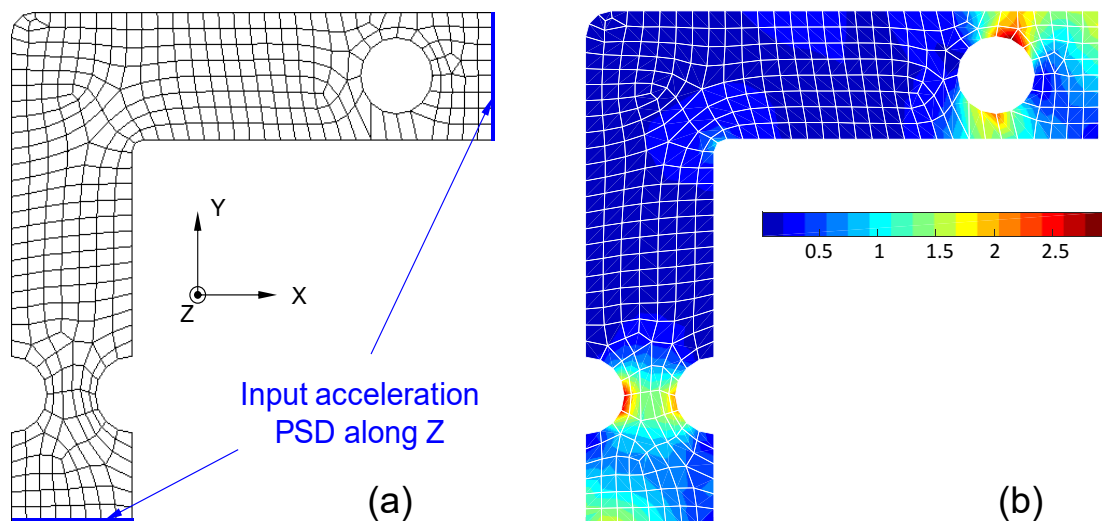 Y
X
Z
Input acceleration
PSD along Z
(a)
0.5 1 1.5 2 2.5
(b)